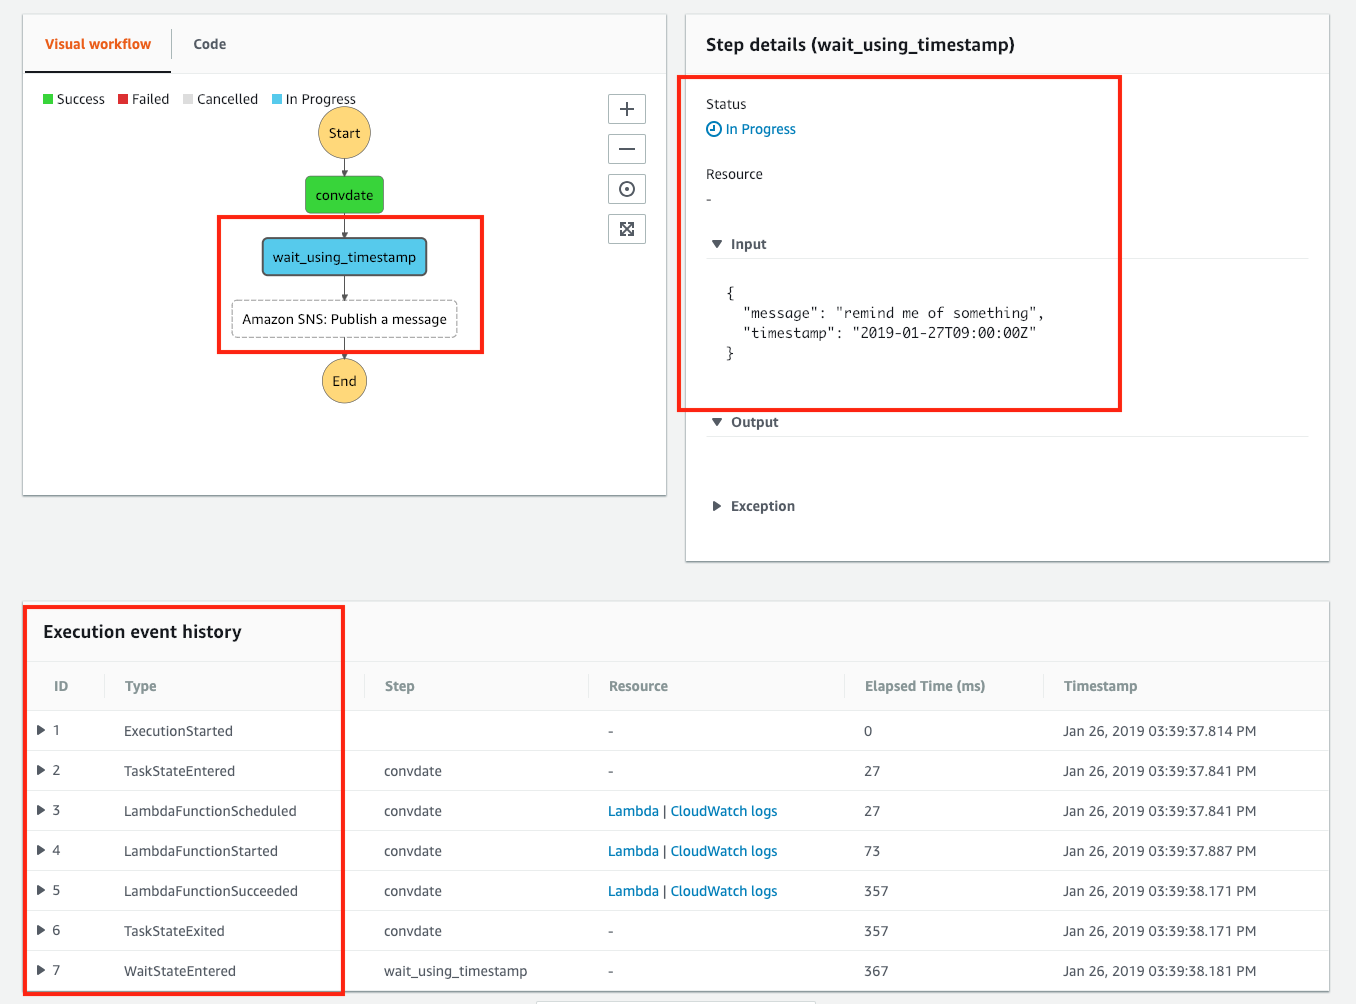 Visual workflow
Code
Success Failed Cancelled In Progress
Start
convdate
wait_using_timestamp
Amazon SNS: Publish a message
End
Step details (wait_using_timestamp)
Status
In Progress
Resource
-
Input
{
"message": "remind me of something",
"timestamp": "2019-01-27T09:00:00Z"
}
Output
Exception
Execution event history
ID Type Step Resource Elapsed Time (ms) Timestamp
1 ExecutionStarted - 0 Jan 26, 2019 03:39:37.814 PM
2 TaskStateEntered convdate - 27 Jan 26, 2019 03:39:37.841 PM
3 LambdaFunctionScheduled convdate Lambda | CloudWatch logs 27 Jan 26, 2019 03:39:37.841 PM
4 LambdaFunctionStarted convdate Lambda | CloudWatch logs 73 Jan 26, 2019 03:39:37.887 PM
5 LambdaFunctionSucceeded convdate Lambda | CloudWatch logs 357 Jan 26, 2019 03:39:38.171 PM
6 TaskStateExited convdate - 357 Jan 26, 2019 03:39:38.171 PM
7 WaitStateEntered wait_using_timestamp - 367 Jan 26, 2019 03:39:38.181 PM